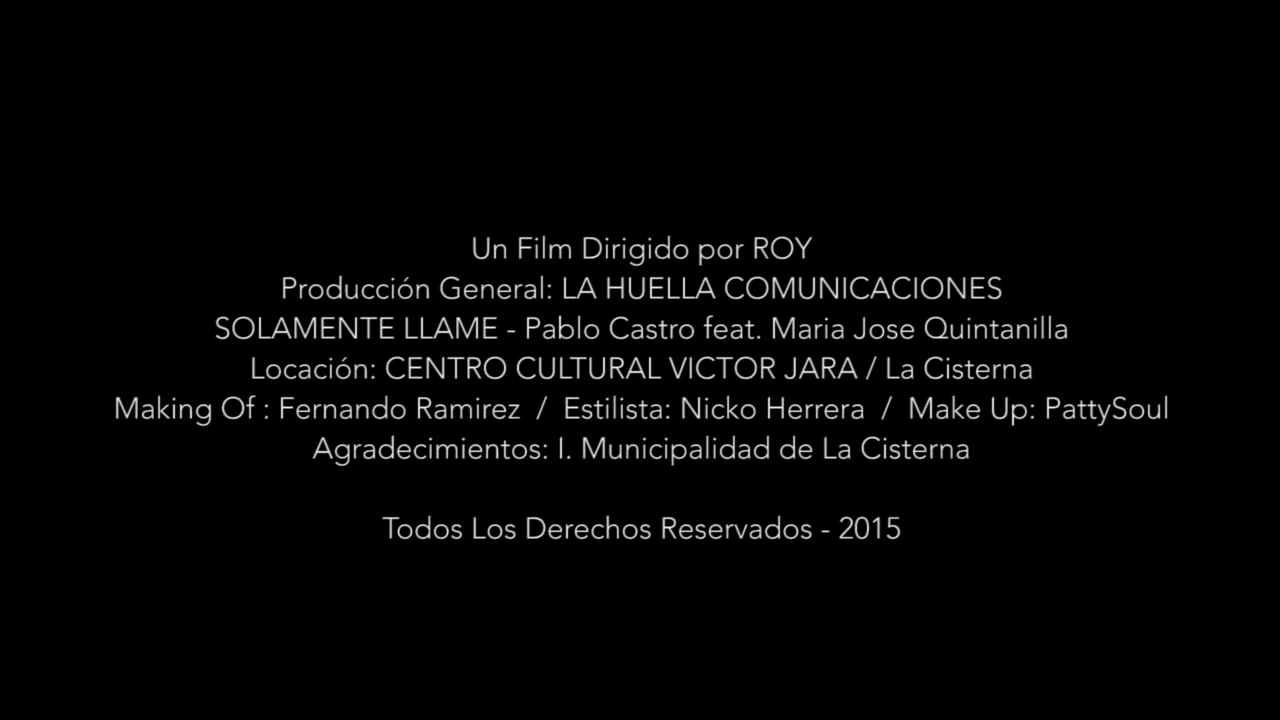 Un Film Dirigido por ROY
Producción General: LA HUELLA COMUNICACIONES
SOLAMENTE LLAME - Pablo Castro feat. Maria Jose Quintanilla
Locación: CENTRO CULTURAL VICTOR JARA / La Cisterna
Making Of : Fernando Ramirez / Estilista: Nicko Herrera / Make Up: PattySoul
Agradecimientos: I. Municipalidad de La Cisterna
Todos Los Derechos Reservados - 2015